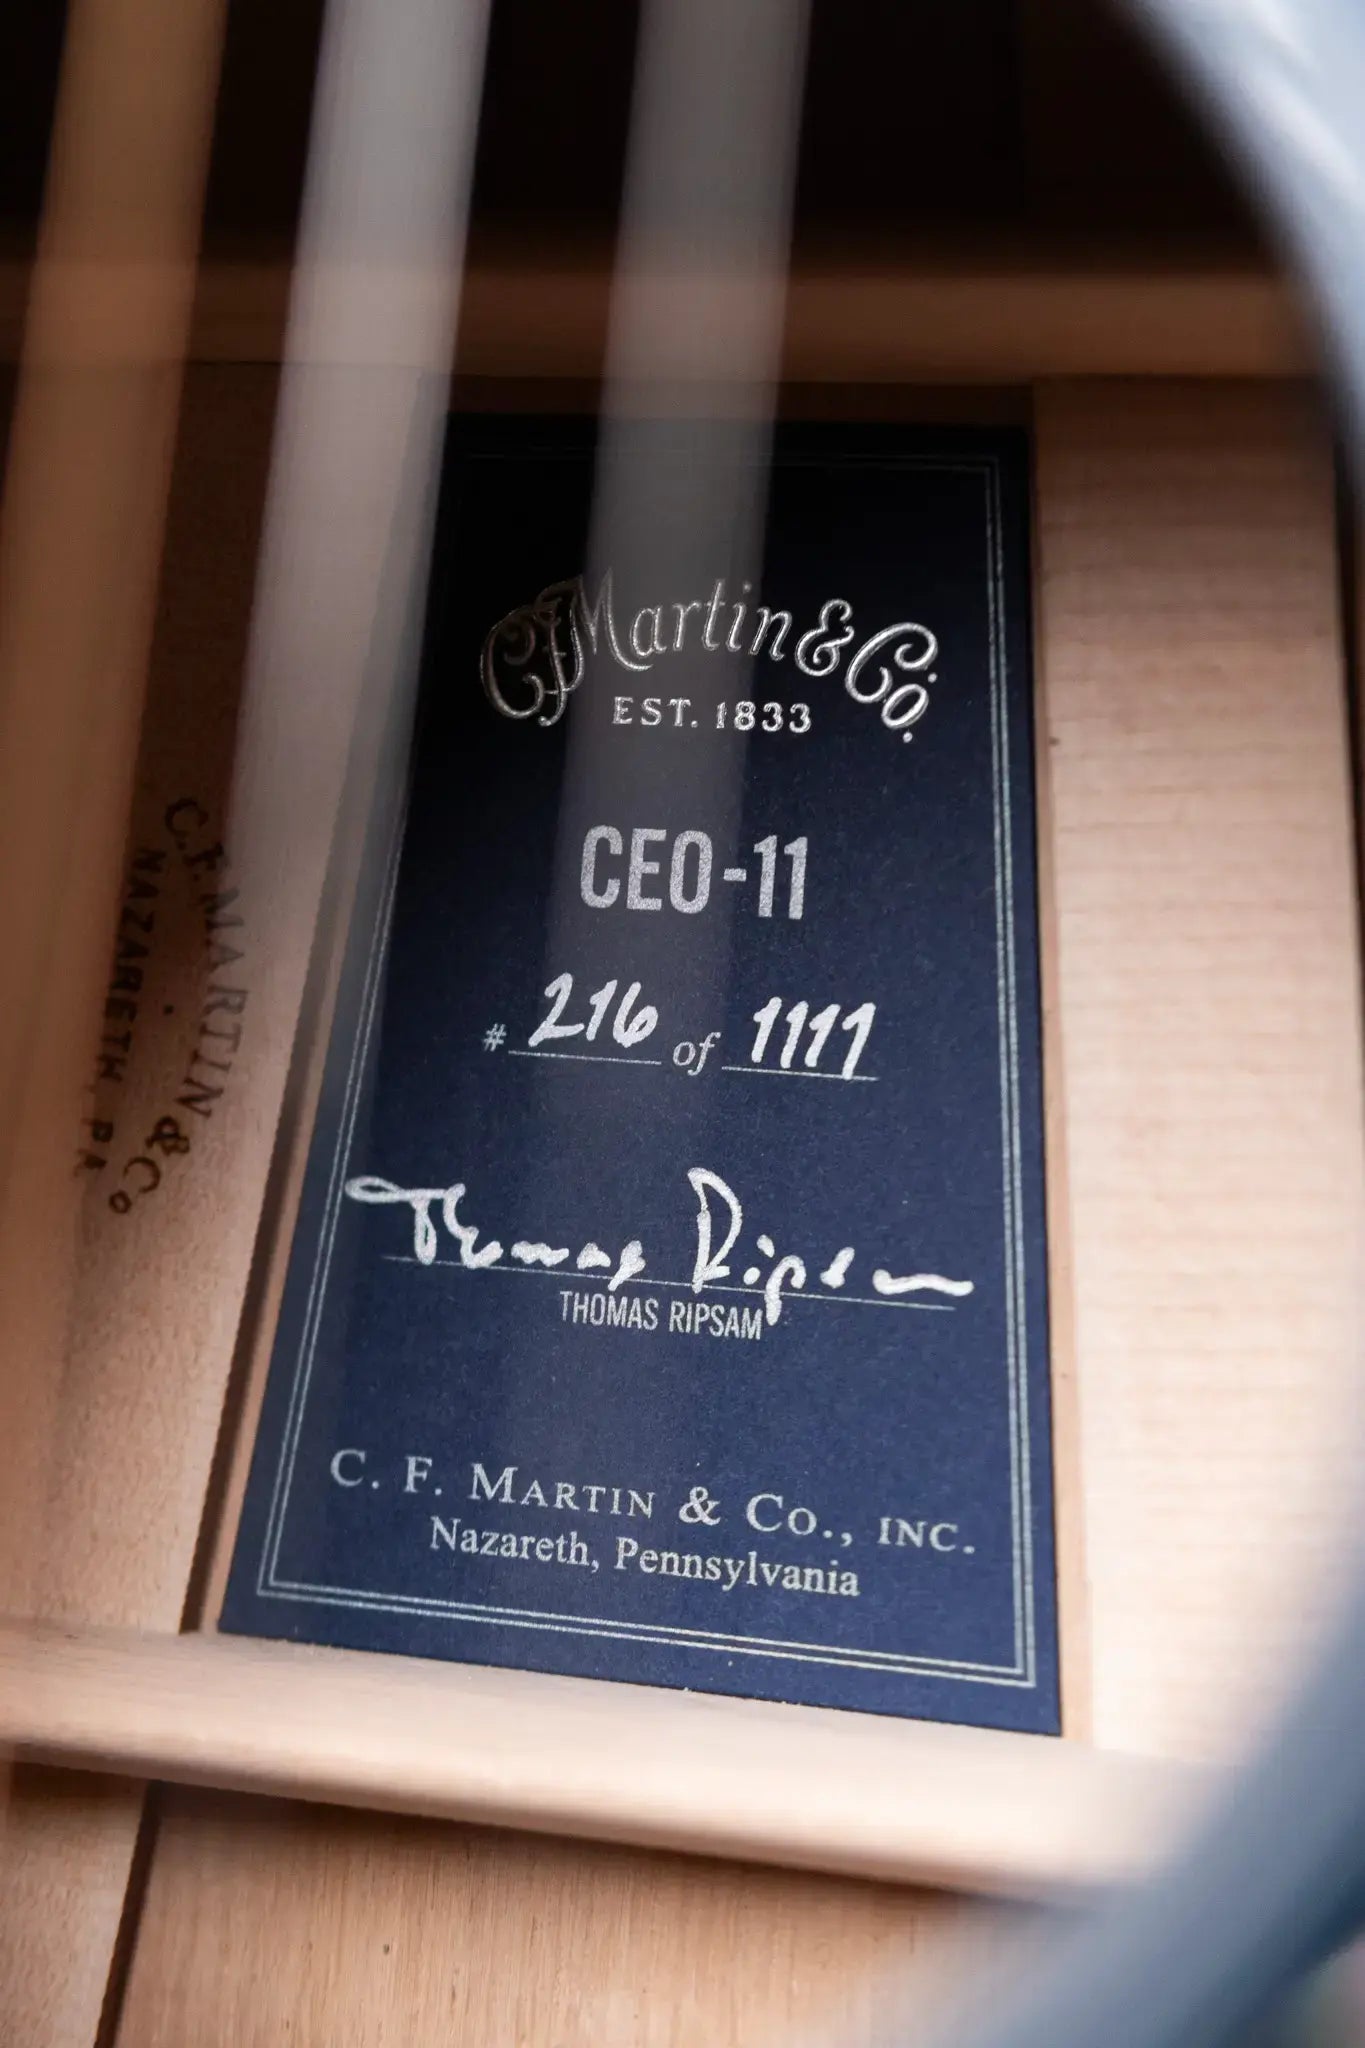 CF Martin & Co.
EST. 1833
CEO-11
# 216 of 1111
Thomas Ripsam
THOMAS RIPSAM
C. F. MARTIN & CO., INC.
Nazareth, Pennsylvania
C. F. MARTIN & Co
NAZARETH, PA